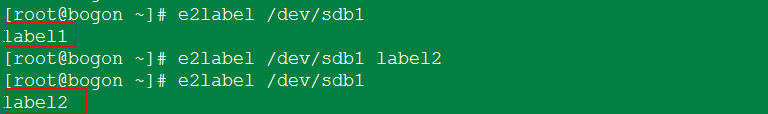 [root@bogon ~]# e2label /dev/sdb1
label1
[root@bogon ~]# e2label /dev/sdb1 label2
[root@bogon ~]# e2label /dev/sdb1
label2